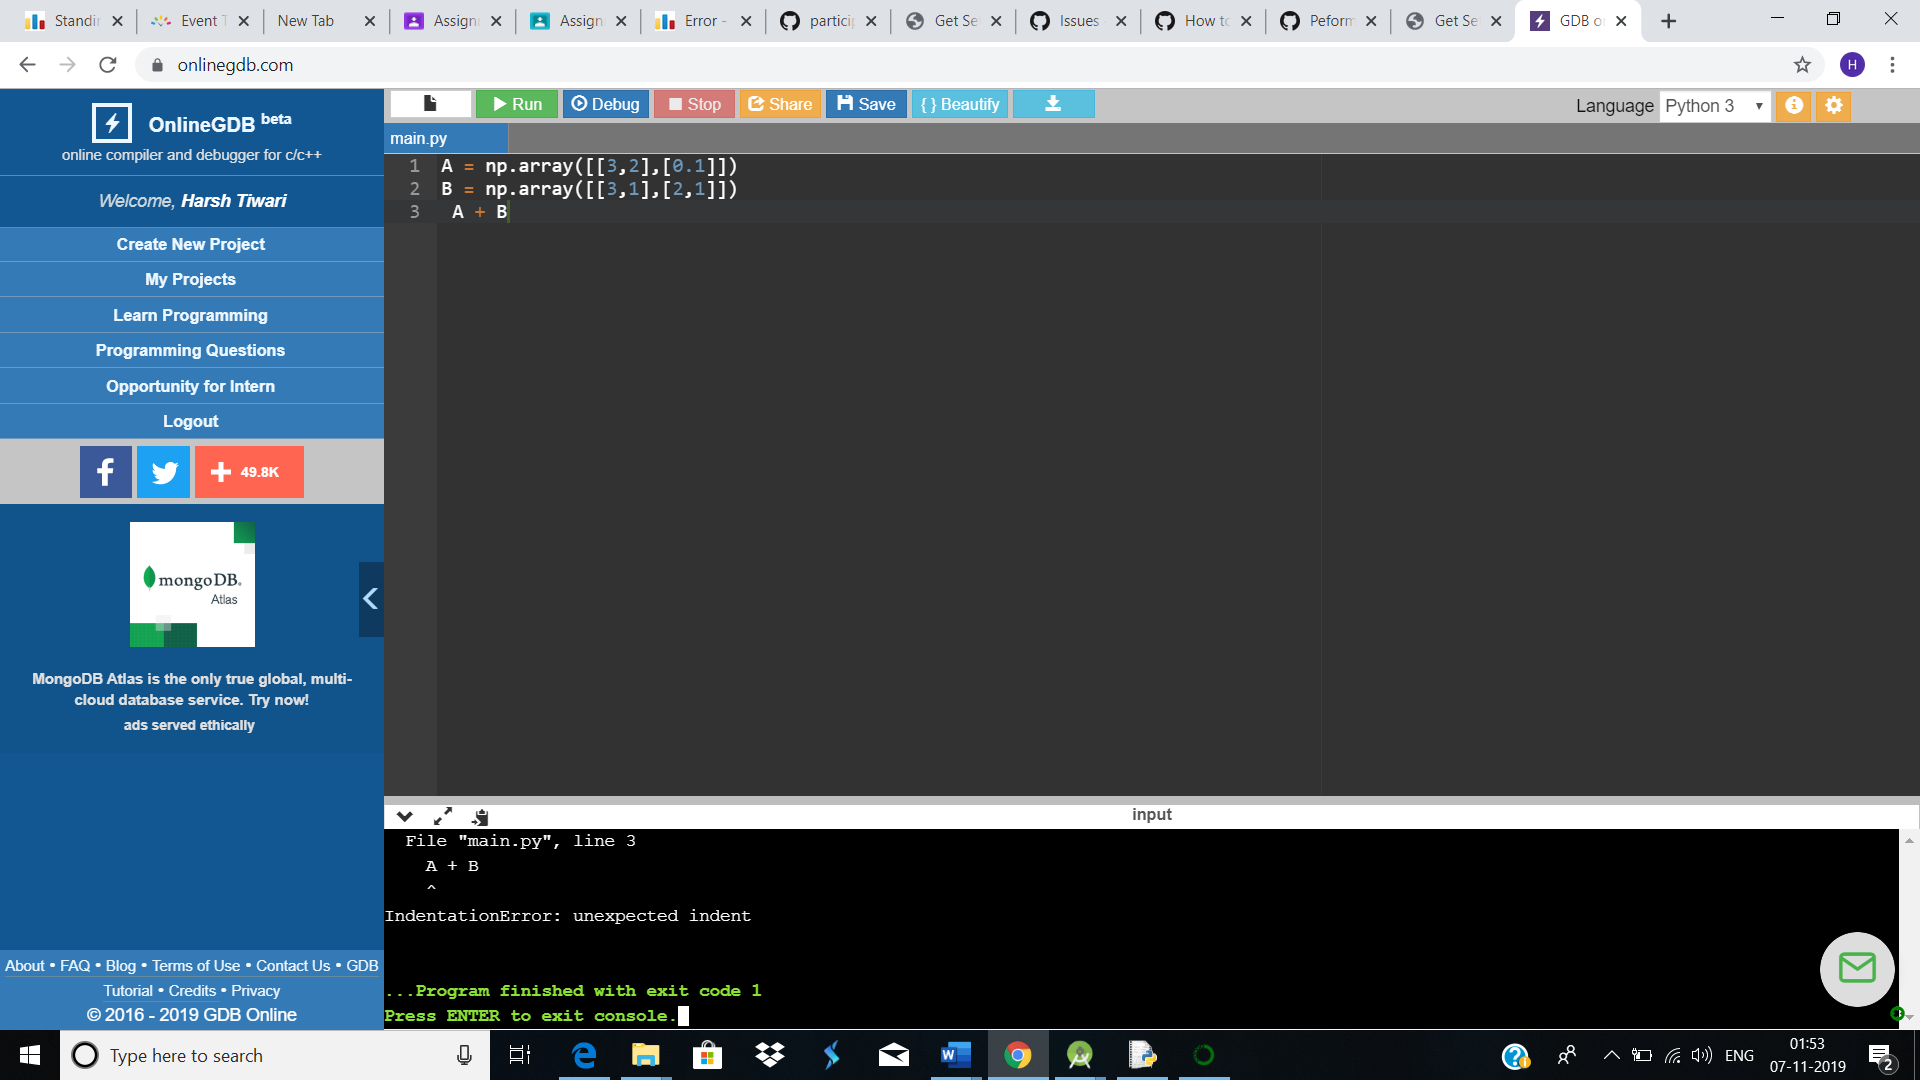 Standin
Event T
New Tab
Assignr
Assign
Error -
particip
Get Se
Issues
How to
Peform
Get Se
GDB o
onlinegdb.com
H
OnlineGDB beta
online compiler and debugger for c/c++
Welcome, Harsh Tiwari
Create New Project
My Projects
Learn Programming
Programming Questions
Opportunity for Intern
Logout
49.8K
mongoDB.
Atlas
MongoDB Atlas is the only true global, multi-
cloud database service. Try now!
ads served ethically
About • FAQ • Blog • Terms of Use • Contact Us • GDB
Tutorial • Credits • Privacy
© 2016 - 2019 GDB Online
Run Debug Stop Share Save { } Beautify
Language Python 3
main.py
1 A = np.array([[3,2],[0.1]])
2 B = np.array([[3,1],[2,1]])
3 A + B
input
File "main.py", line 3
A + B
^
IndentationError: unexpected indent
...Program finished with exit code 1
Press ENTER to exit console.
Type here to search
ENG
01:53
07-11-2019
2